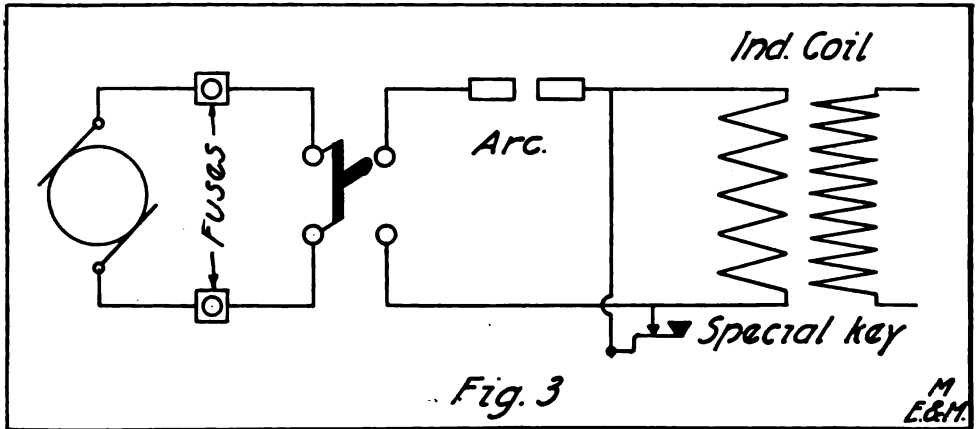 Ind. Coil
Arc.
Fuses
Special key
Fig. 3
M
E.&M.